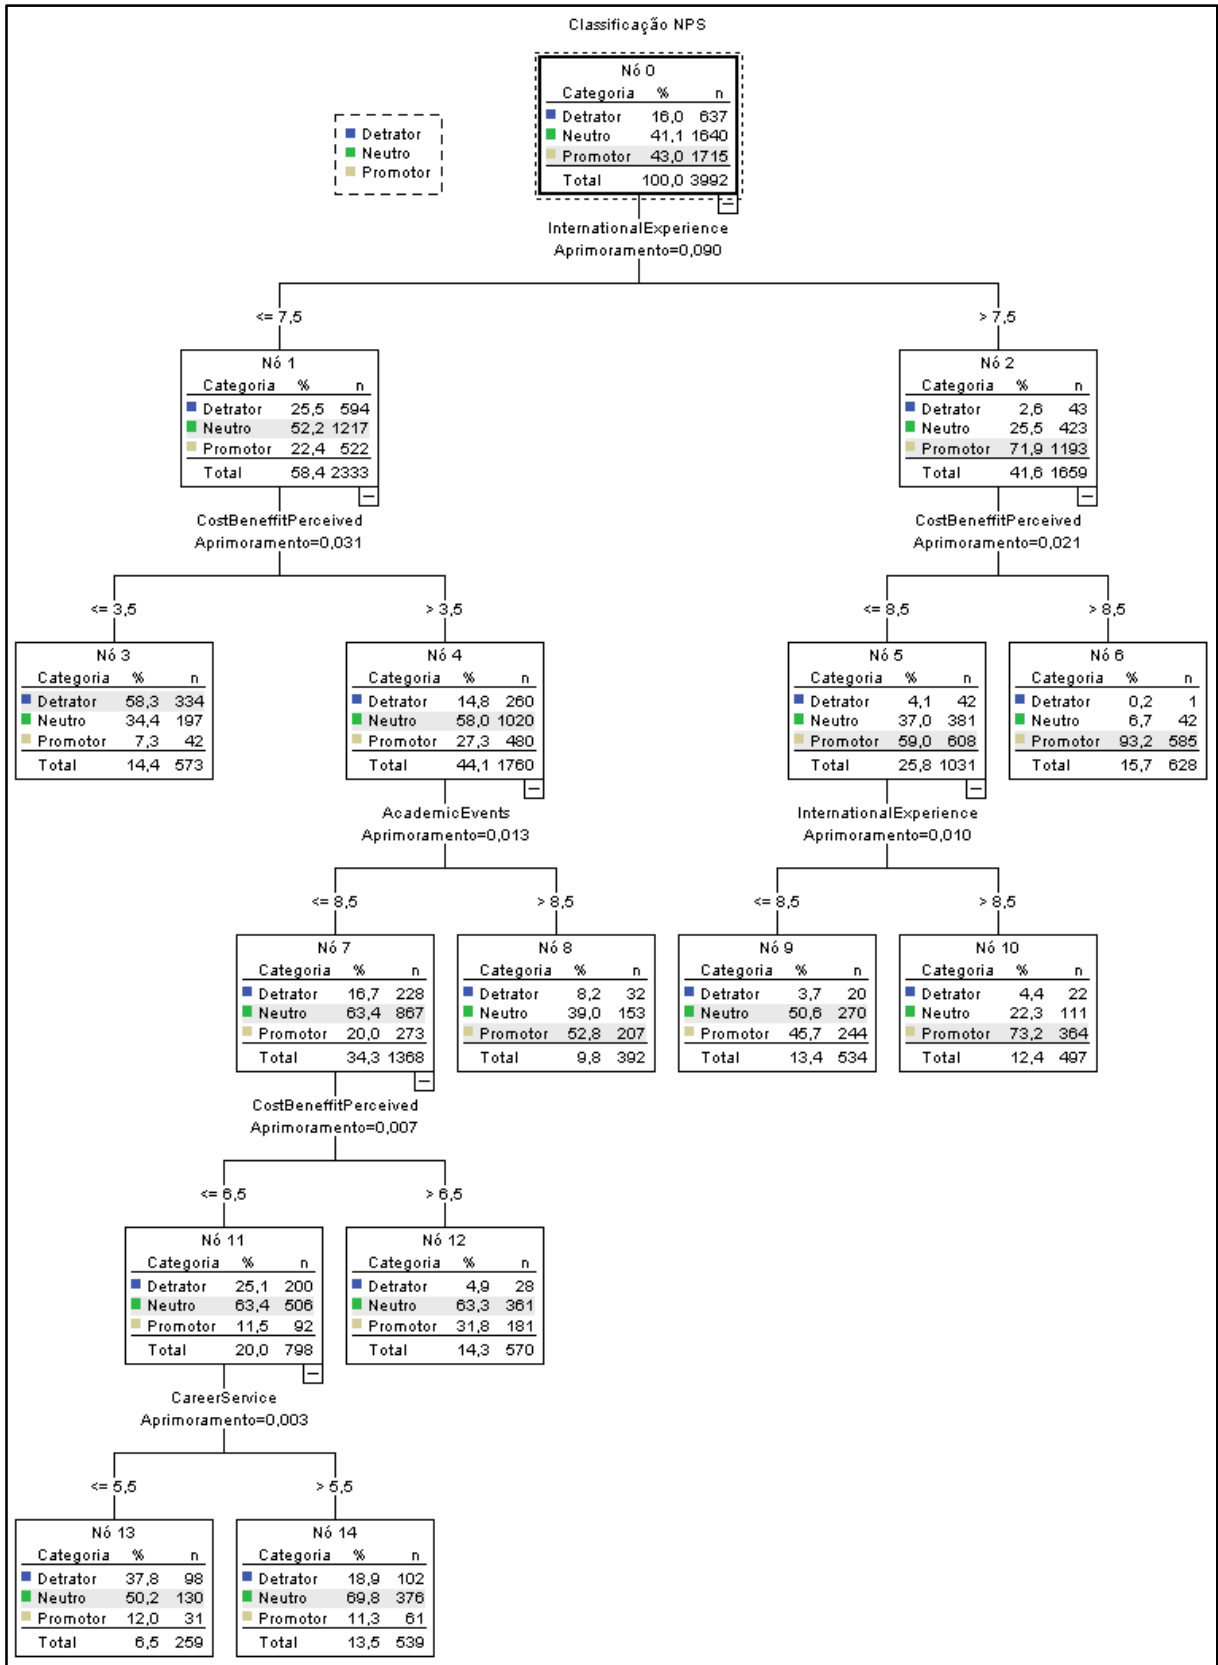 Classificação NPS
Nó 0
Categoria % n
Detrator 16,0 637
Neutro 41,1 1640
Promotor 43,0 1715
Total 100,0 3992
Detrator
Neutro
Promotor
InternationalExperience
Aprimoramento=0,090
<= 7,5
> 7,5
Nó 1
Categoria % n
Detrator 25,5 594
Neutro 52,2 1217
Promotor 22,4 522
Total 58,4 2333
Nó 2
Categoria % n
Detrator 2,6 43
Neutro 25,5 423
Promotor 71,9 1193
Total 41,6 1659
CostBeneffitPerceived
Aprimoramento=0,031
CostBeneffitPerceived
Aprimoramento=0,021
<= 3,5
> 3,5
<= 8,5
> 8,5
Nó 3
Categoria % n
Detrator 58,3 334
Neutro 34,4 197
Promotor 7,3 42
Total 14,4 573
Nó 4
Categoria % n
Detrator 14,8 260
Neutro 58,0 1020
Promotor 27,3 480
Total 44,1 1760
Nó 5
Categoria % n
Detrator 4,1 42
Neutro 37,0 381
Promotor 59,0 608
Total 25,8 1031
Nó 6
Categoria % n
Detrator 0,2 1
Neutro 6,7 42
Promotor 93,2 585
Total 15,7 628
AcademicEvents
Aprimoramento=0,013
InternationalExperience
Aprimoramento=0,010
<= 8,5
> 8,5
<= 8,5
> 8,5
Nó 7
Categoria % n
Detrator 16,7 228
Neutro 63,4 867
Promotor 20,0 273
Total 34,3 1368
Nó 8
Categoria % n
Detrator 8,2 32
Neutro 39,0 153
Promotor 52,8 207
Total 9,8 392
Nó 9
Categoria % n
Detrator 3,7 20
Neutro 50,6 270
Promotor 45,7 244
Total 13,4 534
Nó 10
Categoria % n
Detrator 4,4 22
Neutro 22,3 111
Promotor 73,2 364
Total 12,4 497
CostBeneffitPerceived
Aprimoramento=0,007
<= 6,5
> 6,5
Nó 11
Categoria % n
Detrator 25,1 200
Neutro 63,4 506
Promotor 11,5 92
Total 20,0 798
Nó 12
Categoria % n
Detrator 4,9 28
Neutro 63,3 361
Promotor 31,8 181
Total 14,3 570
CareerService
Aprimoramento=0,003
<= 5,5
> 5,5
Nó 13
Categoria % n
Detrator 37,8 98
Neutro 50,2 130
Promotor 12,0 31
Total 6,5 259
Nó 14
Categoria % n
Detrator 18,9 102
Neutro 69,8 376
Promotor 11,3 61
Total 13,5 539